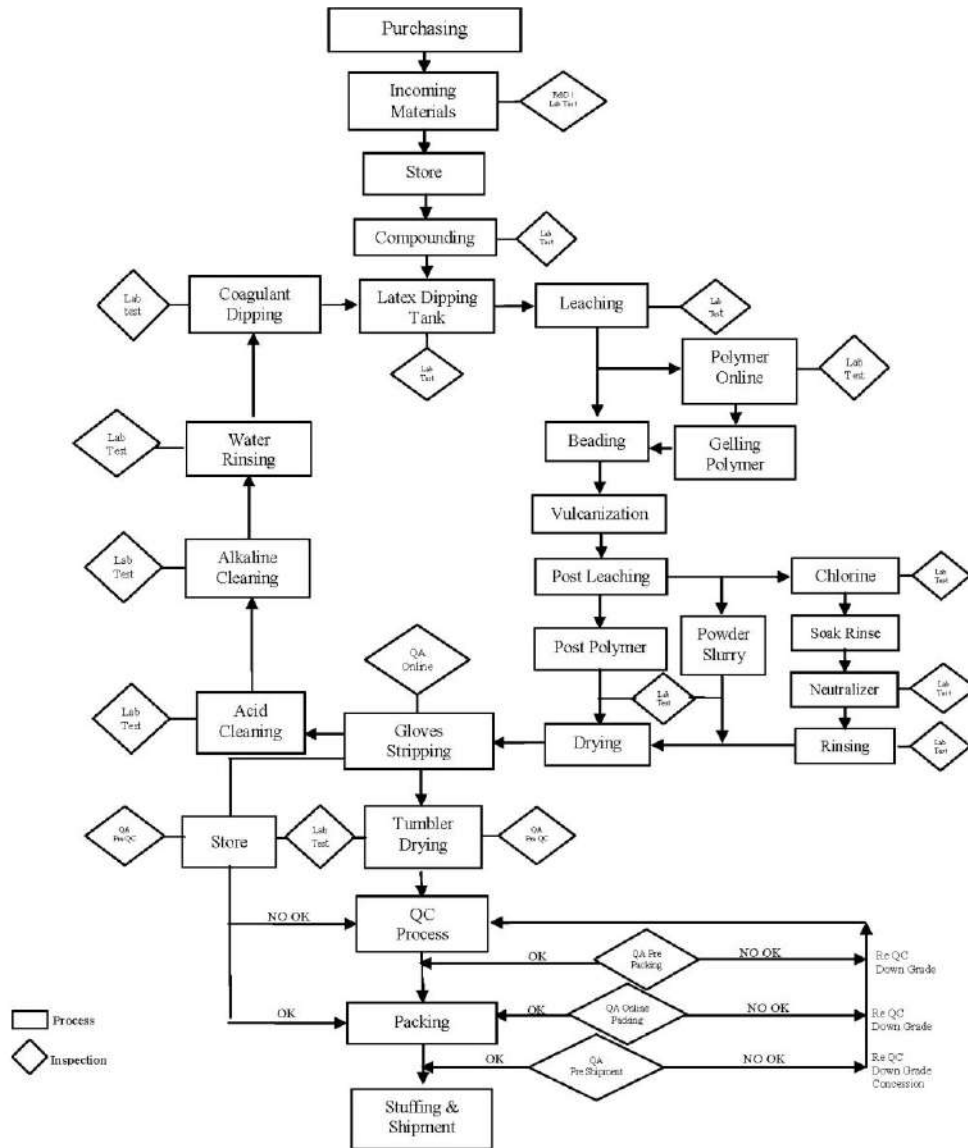 Purchasing
Incoming
Materials
R&D /
Lab Test
Store
Compounding
Lab
Test
Coagulant
Dipping
Lab
test
Latex Dipping
Tank
Lab
Test
Leaching
Lab
Test
Polymer
Online
Lab
Test
Water
Rinsing
Lab
Test
Beading
Gelling
Polymer
Vulcanization
Alkaline
Cleaning
Lab
Test
Post Leaching
Chlorine
Lab
Test
Post Polymer
Powder
Slurry
Soak Rinse
QA
Online
Lab
Test
Neutralizer
Lab
Test
Acid
Cleaning
Lab
Test
Gloves
Stripping
Drying
Rinsing
Lab
Test
QA
Pre QC
Store
Lab
Test
Tumbler
Drying
QA
Pre QC
NO OK
QC
Process
OK
QA Pre
Packing
NO OK
Re QC
Down Grade
OK
Packing
OK
QA Online
Packing
NO OK
Re QC
Down Grade
OK
QA
Pre Shipment
NO OK
Re QC
Down Grade
Concession
Stuffing &
Shipment
Process
Inspection